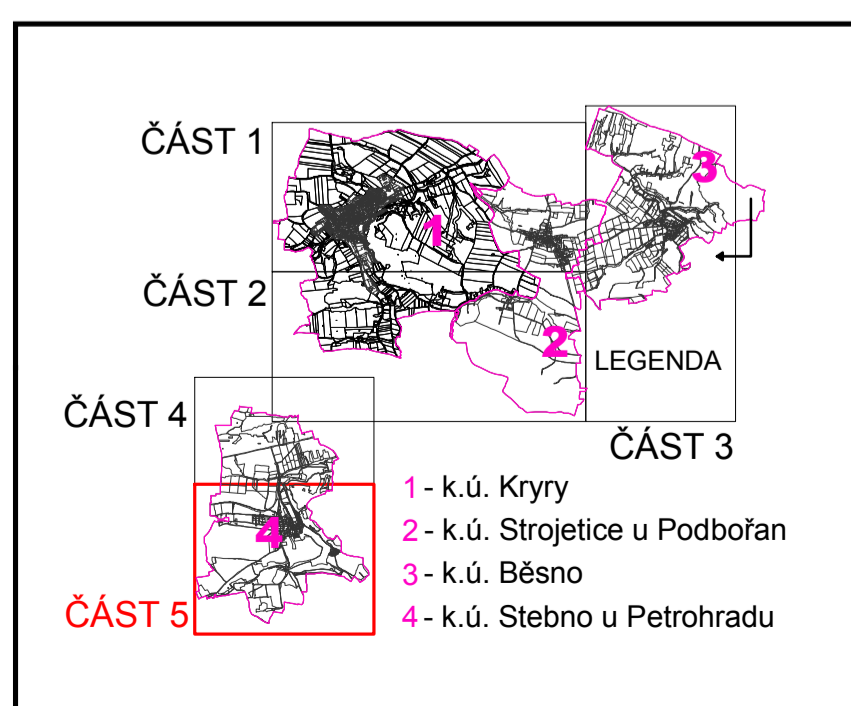 ČÁST 1
3
1
ČÁST 2
2
LEGENDA
ČÁST 4
ČÁST 3
1 - k.ú. Kryry
2 - k.ú. Strojetice u Podbořan
4
3 - k.ú. Běsno
ČÁST 5
4 - k.ú. Stebno u Petrohradu